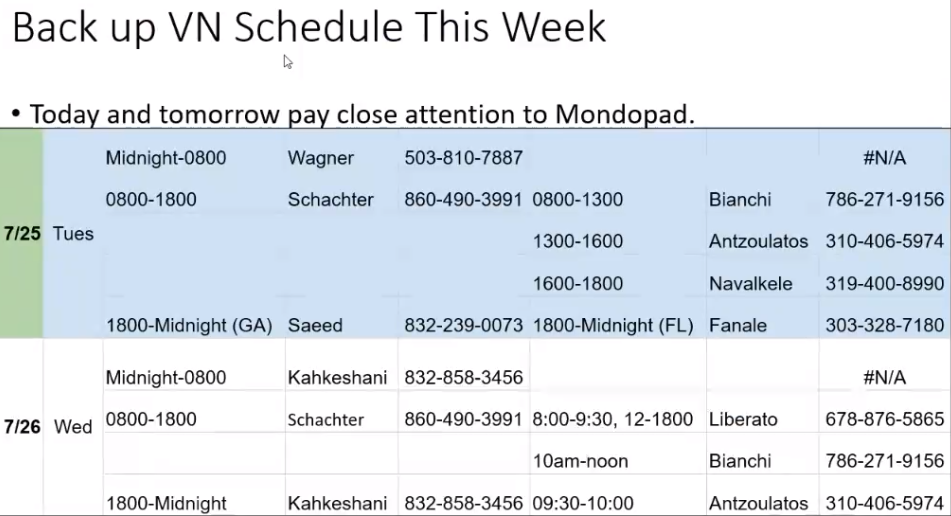 Back up VN Schedule This Week
• Today and tomorrow pay close attention to Mondopad.
Midnight-0800 Wagner 503-810-7887 #N/A
0800-1800 Schachter 860-490-3991 0800-1300 Bianchi 786-271-9156
7/25 Tues 1300-1600 Antzoulatos 310-406-5974
1600-1800 Navalkele 319-400-8990
1800-Midnight (GA) Saeed 832-239-0073 1800-Midnight (FL) Fanale 303-328-7180
Midnight-0800 Kahkeshani 832-858-3456 #N/A
7/26 Wed 0800-1800 Schachter 860-490-3991 8:00-9:30, 12-1800 Liberato 678-876-5865
10am-noon Bianchi 786-271-9156
1800-Midnight Kahkeshani 832-858-3456 09:30-10:00 Antzoulatos 310-406-5974